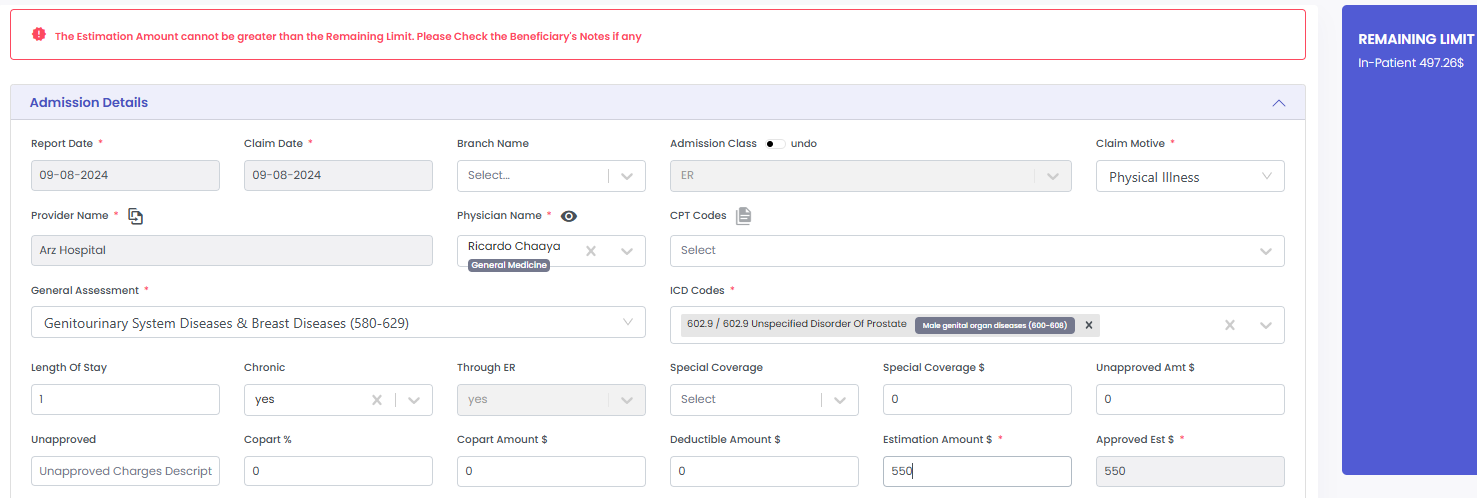 The Estimation Amount cannot be greater than the Remaining Limit. Please Check the Beneficiary's Notes if any
REMAINING LIMIT
In-Patient 497.26$
Admission Details
Report Date * Claim Date * Branch Name Admission Class undo Claim Motive *
09-08-2024 09-08-2024 Select... ER Physical Illness
Provider Name * Physician Name * CPT Codes
Arz Hospital Ricardo Chaaya Select
General Medicine
General Assessment * ICD Codes *
Genitourinary System Diseases & Breast Diseases (580-629) 602.9 / 602.9 Unspecified Disorder Of Prostate Male genital organ diseases (600-608) x
Length Of Stay Chronic Through ER Special Coverage Special Coverage $ Unapproved Amt $
1 yes yes Select 0 0
Unapproved Copart % Copart Amount $ Deductible Amount $ Estimation Amount $ * Approved Est $ *
Unapproved Charges Descript 0 0 0 550 550